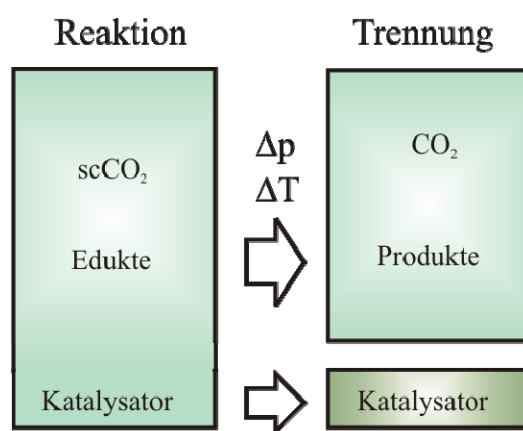 Reaktion
Trennung
scCO₂
Edukte
Katalysator
Δp
ΔT
CO₂
Produkte
Katalysator